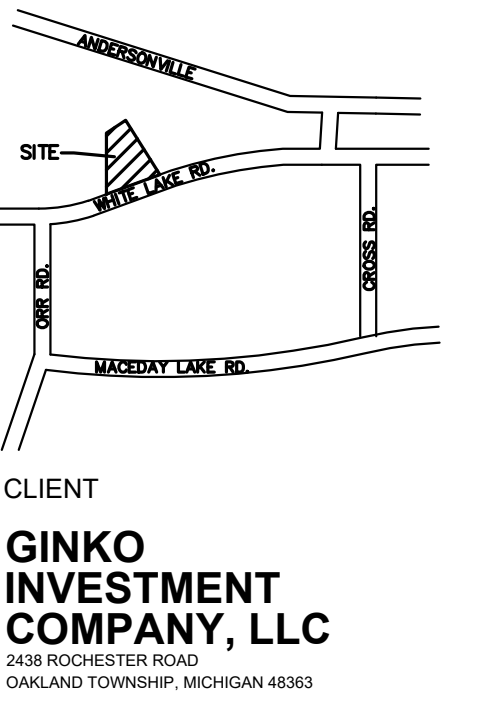 ANDERSONVILLE
SITE
WHITE LAKE RD.
CROSS RD.
ORR RD.
MACEDAY LAKE RD.
CLIENT
GINKO
INVESTMENT
COMPANY, LLC
2438 ROCHESTER ROAD
OAKLAND TOWNSHIP, MICHIGAN 48363